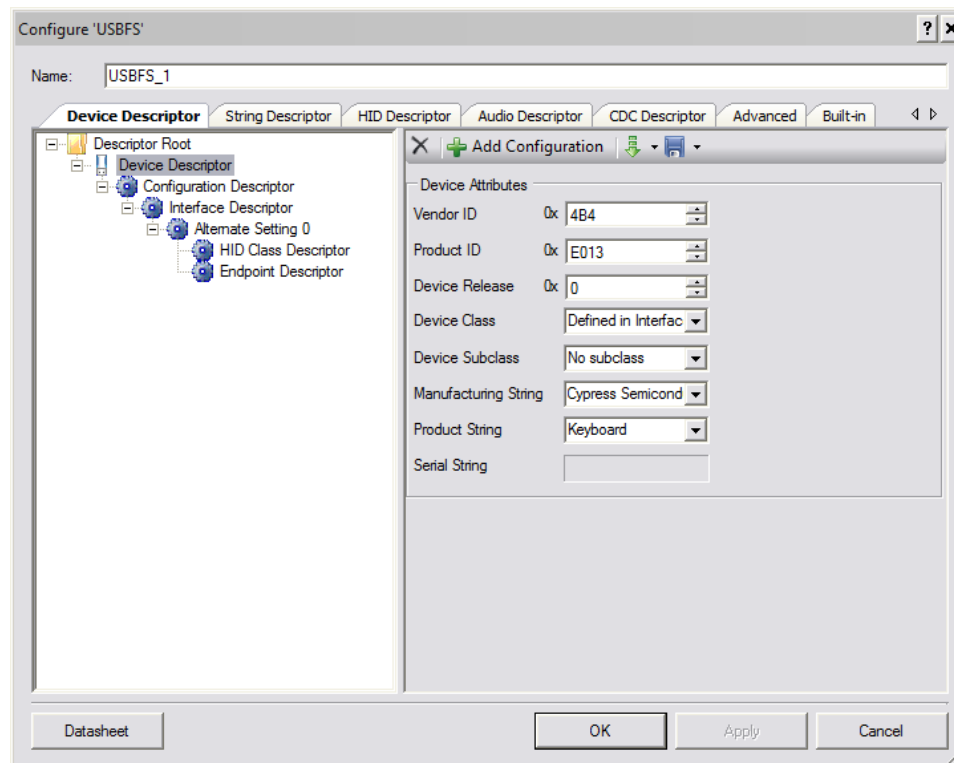 Configure 'USBFS'
?
Name: USBFS_1
Device Descriptor String Descriptor HID Descriptor Audio Descriptor CDC Descriptor Advanced Built-in
Descriptor Root
Device Descriptor
Configuration Descriptor
Interface Descriptor
Alternate Setting 0
HID Class Descriptor
Endpoint Descriptor
Add Configuration
Device Attributes
Vendor ID 0x 4B4
Product ID 0x E013
Device Release 0x 0
Device Class Defined in Interfac
Device Subclass No subclass
Manufacturing String Cypress Semicond
Product String Keyboard
Serial String
Datasheet OK Apply Cancel